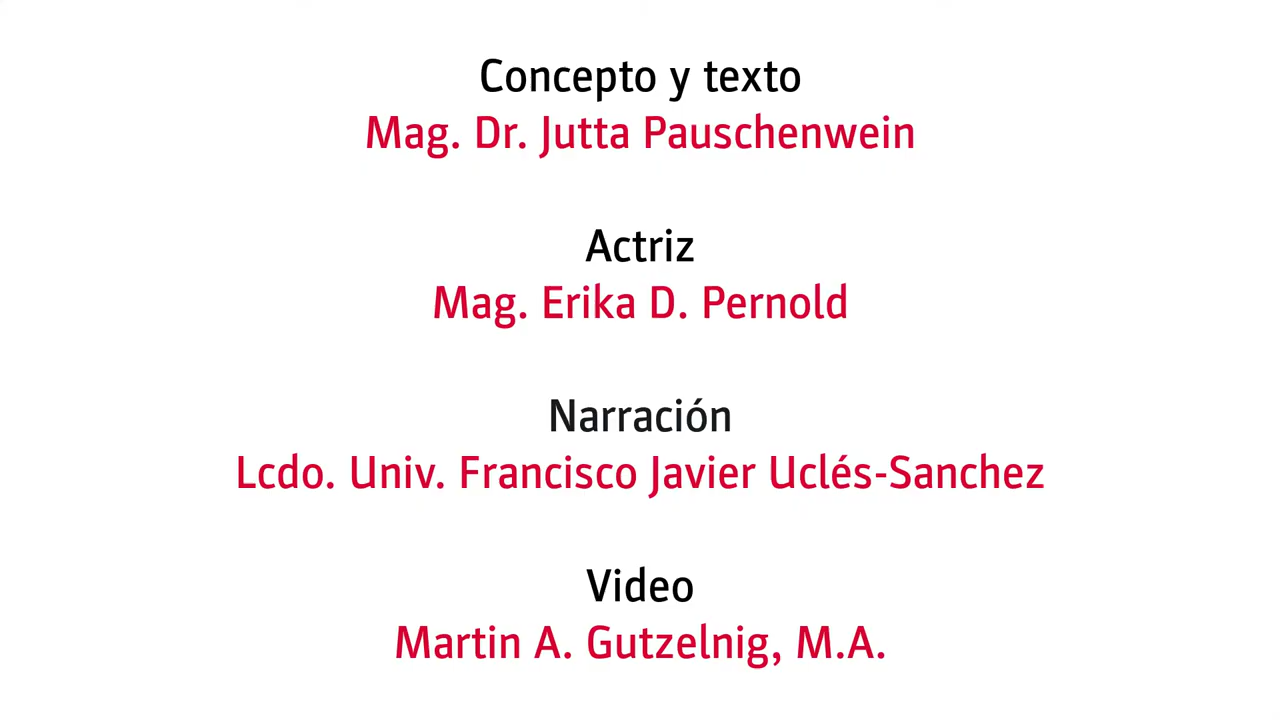 Concepto y texto
Mag. Dr. Jutta Pauschenwein
Actriz
Mag. Erika D. Pernold
Narración
Lcdo. Univ. Francisco Javier Uclés-Sanchez
Video
Martin A. Gutzelnig, M.A.